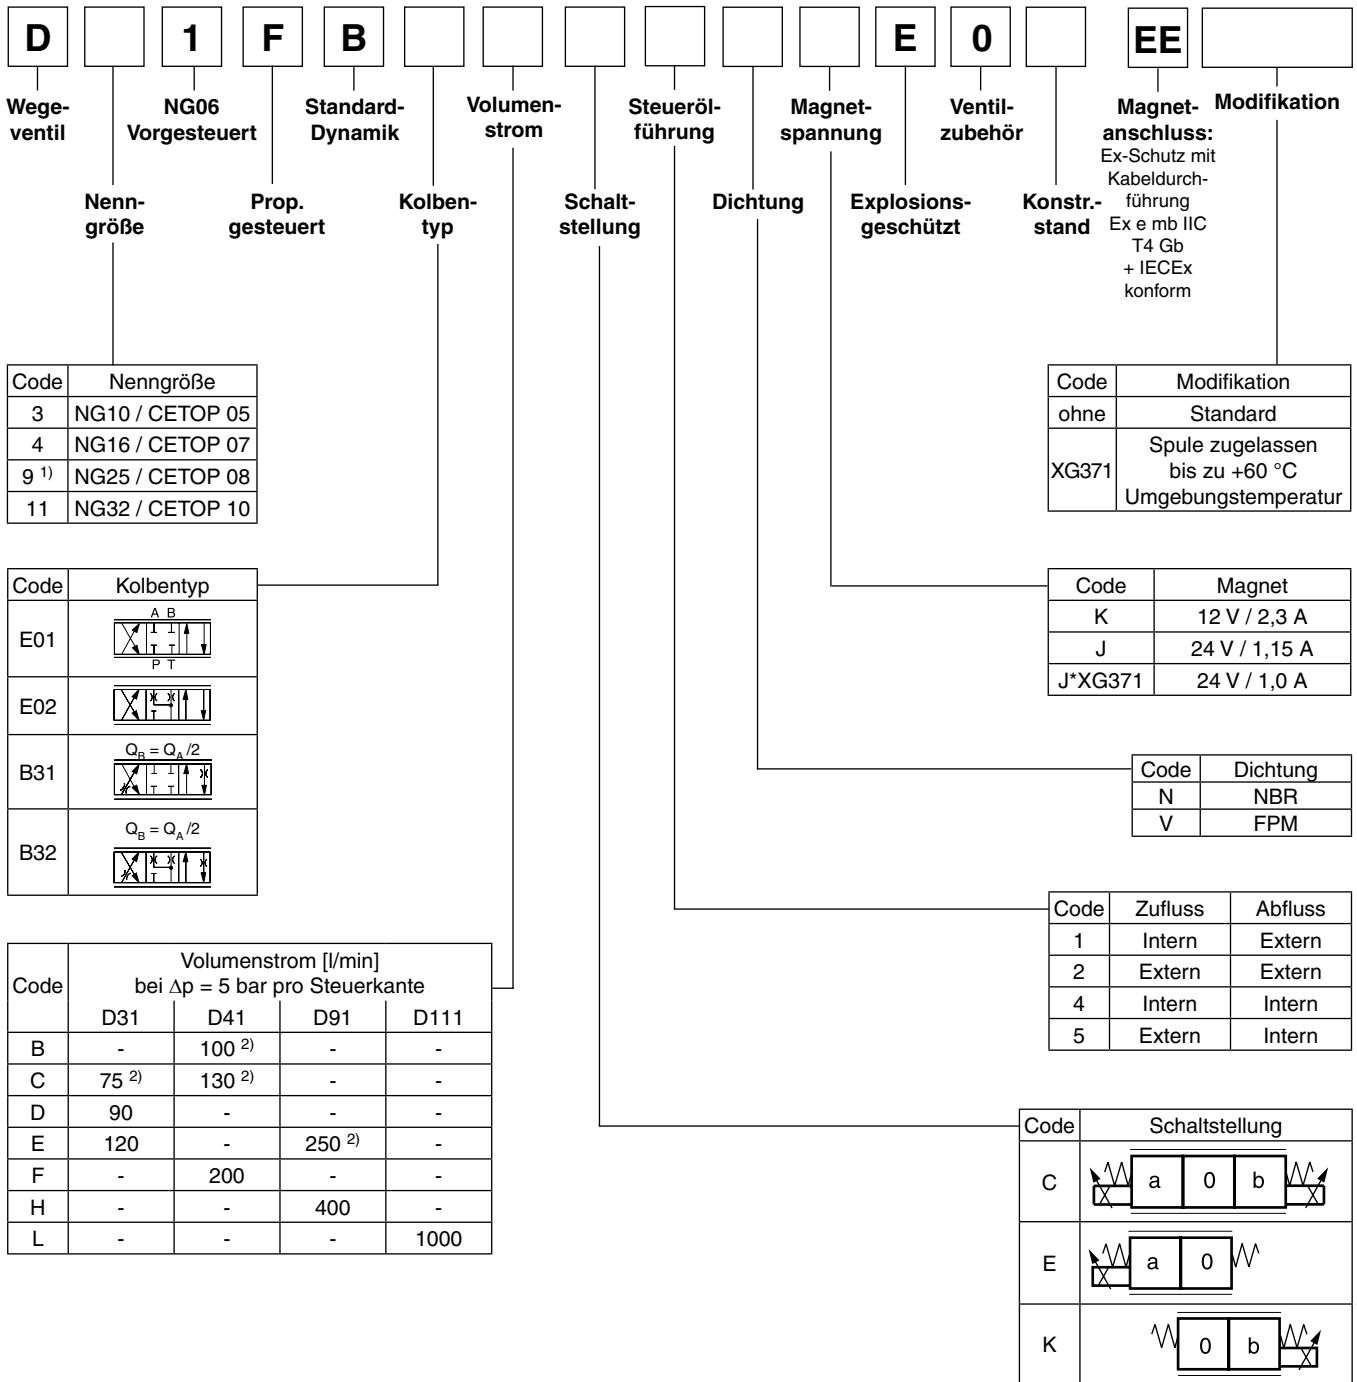 D 1 F B E 0 EE
Wege-
ventil
NG06
Vorgesteuert
Standard-
Dynamik
Volumen-
strom
Steueröl-
führung
Magnet-
spannung
Ventil-
zubehör
Magnet-
anschluss:
Ex-Schutz mit
Kabeldurch-
führung
Ex e mb IIC
T4 Gb
+ IECEx
konform
Modifikation
Nenn-
größe
Prop.
gesteuert
Kolben-
typ
Schalt-
stellung
Dichtung
Explosions-
geschützt
Konstr.-
stand
Code Nenngröße
3 NG10 / CETOP 05
4 NG16 / CETOP 07
9 1) NG25 / CETOP 08
11 NG32 / CETOP 10
Code Modifikation
ohne Standard
XG371 Spule zugelassen
bis zu +60 °C
Umgebungstemperatur
Code Kolbentyp
E01
A B
P T
E02
B31
QB = QA /2
B32
QB = QA /2
Code Magnet
K 12 V / 2,3 A
J 24 V / 1,15 A
J*XG371 24 V / 1,0 A
Code Dichtung
N NBR
V FPM
Code Zufluss Abfluss
1 Intern Extern
2 Extern Extern
4 Intern Intern
5 Extern Intern
Code Volumenstrom [l/min]
bei Δp = 5 bar pro Steuerkante
D31 D41 D91 D111
B - 100 2) - -
C 75 2) 130 2) - -
D 90 - - -
E 120 - 250 2) -
F - 200 - -
H - - 400 -
L - - - 1000
Code Schaltstellung
C a 0 b
E a 0
K 0 b